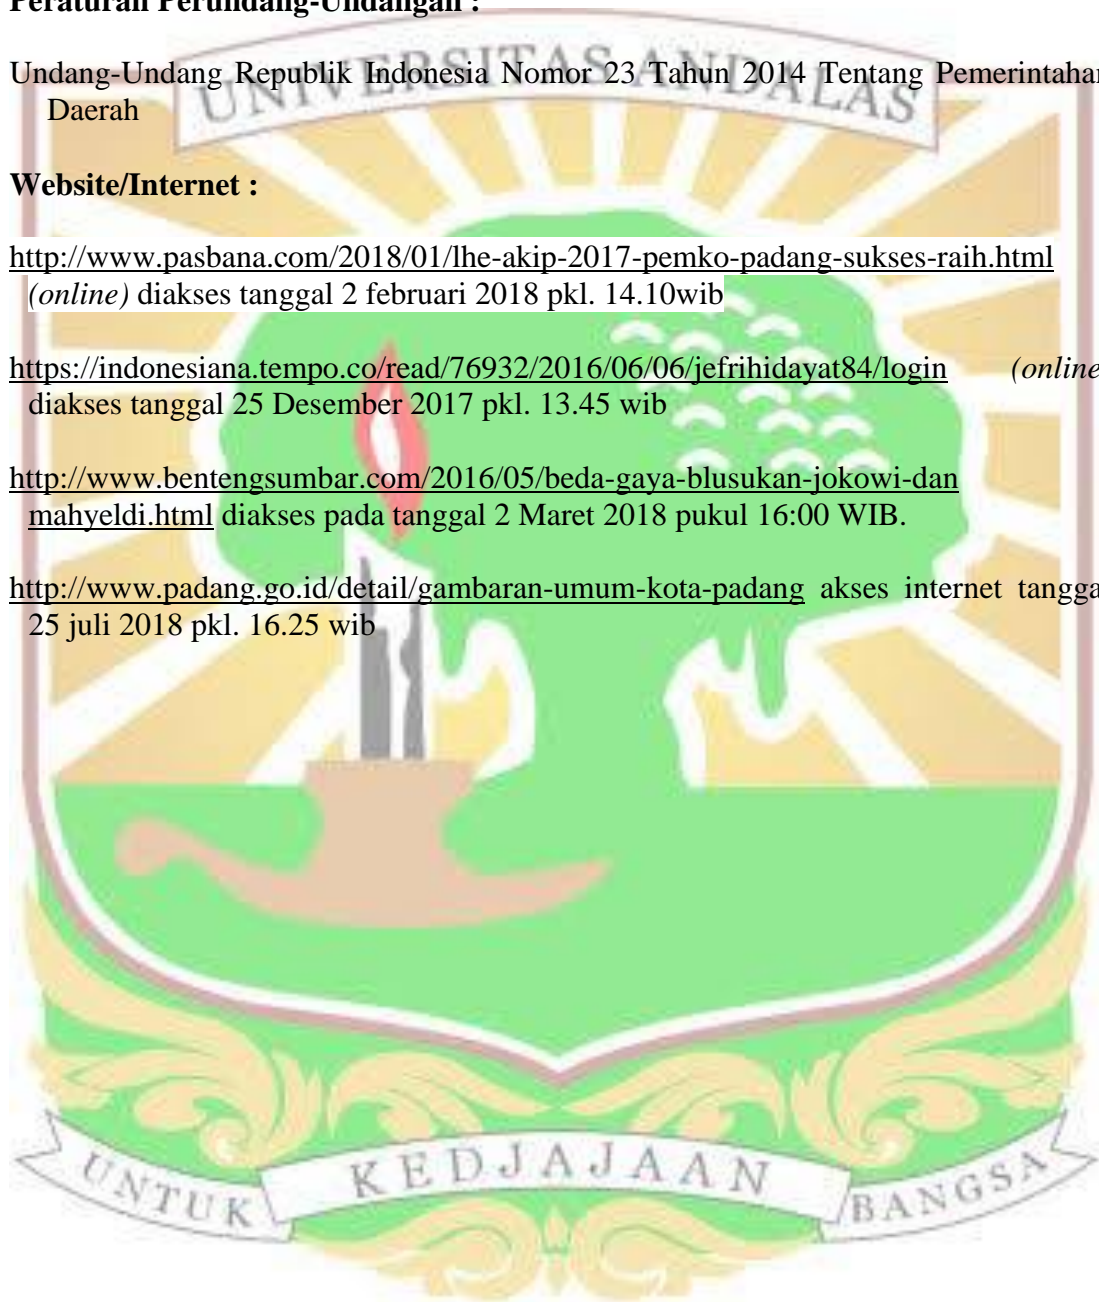 Peraturan Perundang-Undangan :
UNIVERSITAS ANDALAS
Undang-Undang Republik Indonesia Nomor 23 Tahun 2014 Tentang Pemerintahan
Daerah
Website/Internet :
http://www.pasbana.com/2018/01/lhe-akip-2017-pemko-padang-sukses-raih.html
(online) diakses tanggal 2 februari 2018 pkl. 14.10wib
https://indonesiana.tempo.co/read/76932/2016/06/06/jefrihidayat84/login (online
diakses tanggal 25 Desember 2017 pkl. 13.45 wib
http://www.bentengsumbar.com/2016/05/beda-gaya-blusukan-jokowi-dan
mahyeldi.html diakses pada tanggal 2 Maret 2018 pukul 16:00 WIB.
http://www.padang.go.id/detail/gambaran-umum-kota-padang akses internet tangga
25 juli 2018 pkl. 16.25 wib
UNTUK KEDJAJAAN BANGSA